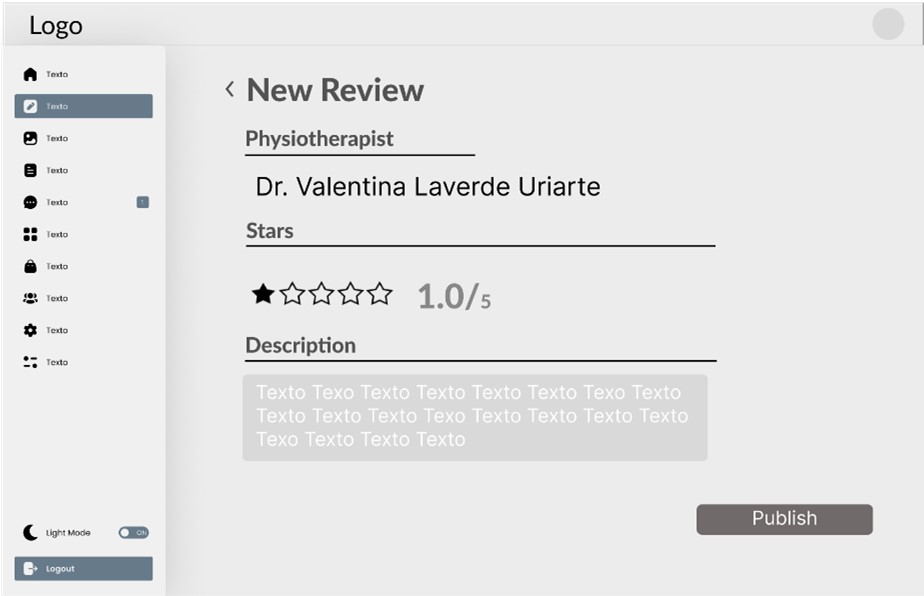 Logo
Texto
Texto
Texto
Texto
Texto
Texto
Texto
Texto
Texto
Texto
Light Mode
ON
Logout
New Review
Physiotherapist
Dr. Valentina Laverde Uriarte
Stars
1.0/5
Description
Texto Texo Texto Texto Texto Texto Texo Texto
Texto Texto Texto Texo Texto Texto Texto Texto
Texo Texto Texto Texto
Publish